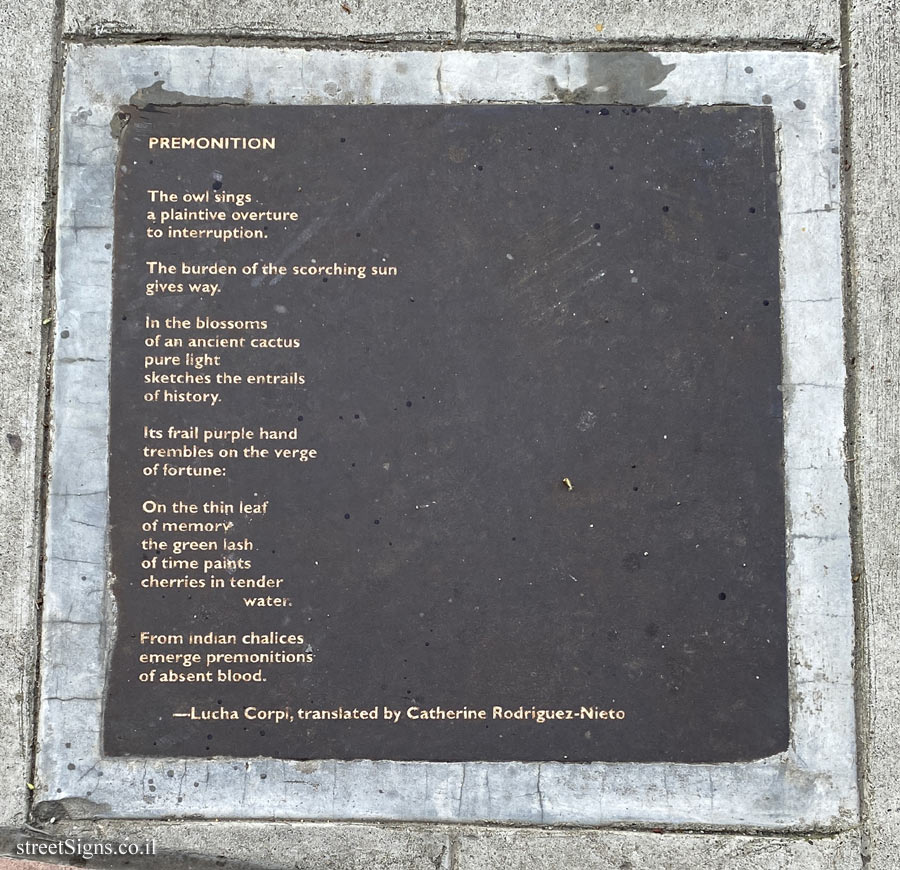 PREMONITION
The owl sings
a plaintive overture
to interruption.
The burden of the scorching sun
gives way.
In the blossoms
of an ancient cactus
pure light
sketches the entrails
of history.
Its frail purple hand
trembles on the verge
of fortune:
On the thin leaf
of memory
the green lash
of time paints
cherries in tender
water.
From indian chalices
emerge premonitions
of absent blood.
—Lucha Corpi, translated by Catherine Rodríguez-Nieto
streetSigns.co.il